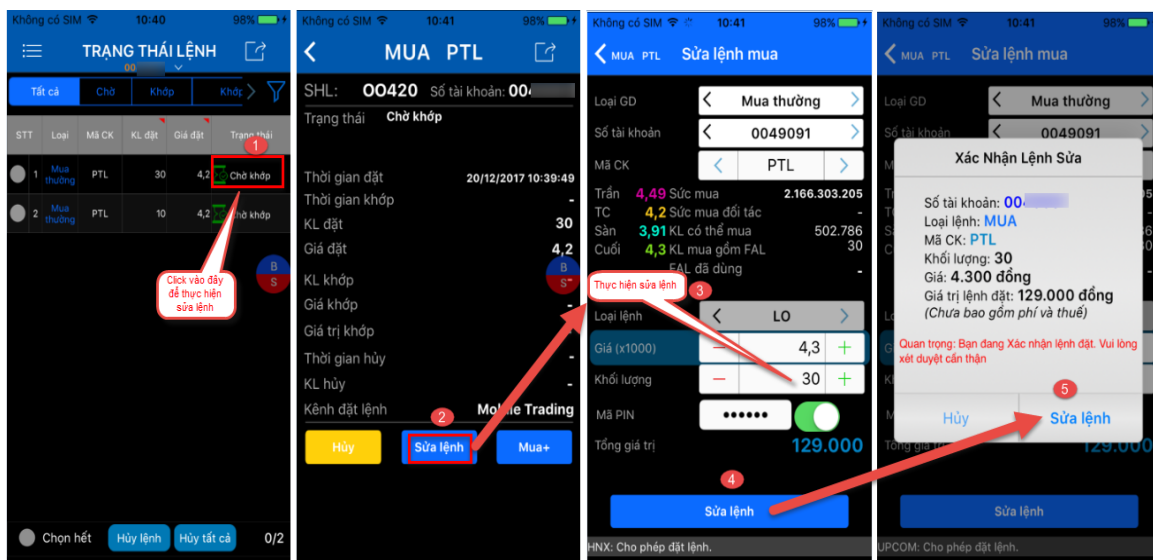 Không có SIM 10:40 98%
TRẠNG THÁI LỆNH
00
Tất cả Chờ Khớp Khớp
STT Loại Mã CK KL đặt Giá đặt Trạng thái
1
1 Mua thường PTL 30 4,2 Chờ khớp
2 Mua thường PTL 10 4,2 Chờ khớp
B
S
Click vào đây
để thực hiện
sửa lệnh
Chọn hết Hủy lệnh Hủy tất cả 0/2
Không có SIM 10:41 98%
MUA PTL
SHL: OO420 Số tài khoản: 00
Trạng thái Chờ khớp
Thời gian đặt 20/12/2017 10:39:49
Thời gian khớp -
KL đặt 30
Giá đặt 4,2
B
KL khớp S -
Giá khớp -
Giá trị khớp -
Thời gian hủy -
KL hủy -
Kênh đặt lệnh Mobile Trading
2
Hủy Sửa lệnh Mua+
Không có SIM 10:41 98%
MUA PTL Sửa lệnh mua
Loại GD Mua thường
Số tài khoản 0049091
Mã CK PTL
Trần 4,49 Sức mua 2.166.303.205
TC 4,2 Sức mua đối tác -
Sàn 3,91 KL có thể mua 502.786
Cuối 4,3 KL mua gồm FAL 30
FAL đã dùng -
Thực hiện sửa lệnh 3
Loại lệnh LO
Giá (x1000) 4,3
Khối lượng 30
Mã PIN ••••••
Tổng giá trị 129.000
4
Sửa lệnh
HNX: Cho phép đặt lệnh.
Không có SIM 10:41 98%
MUA PTL Sửa lệnh mua
Loại GD Mua thường
Số tài khoản 0049091
Xác Nhận Lệnh Sửa
Số tài khoản: 00
Loại lệnh: MUA
Mã CK: PTL
Khối lượng: 30
Giá: 4.300 đồng
Giá trị lệnh đặt: 129.000 đồng
(Chưa bao gồm phí và thuế)
Quan trọng: Bạn đang Xác nhận lệnh đặt. Vui lòng
xét duyệt cẩn thận
5
Hủy Sửa lệnh
Tổng giá trị 129.000
Sửa lệnh
UPCOM: Cho phép đặt lệnh.